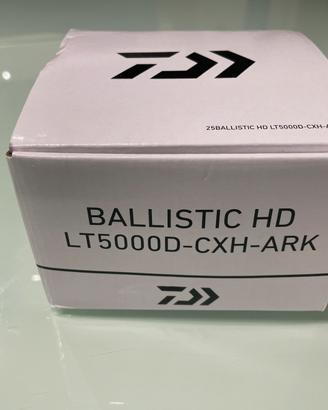 25BALLISTIC HD LT5000D-CXH-A
BALLISTIC HD
LT5000D-CXH-ARK